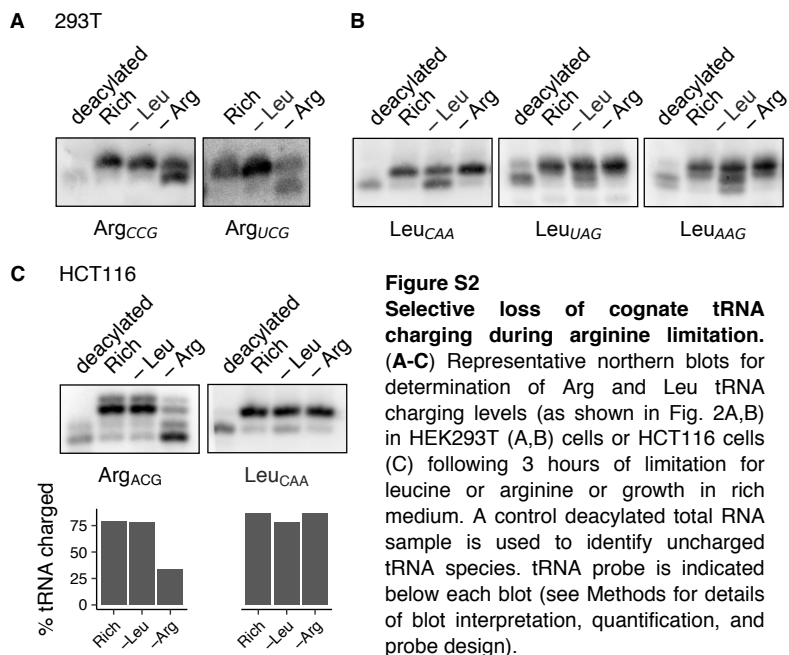 A 293T
deacylated
Rich
– Leu
– Arg
Rich
– Leu
– Arg
ArgCCG
ArgUCG
B
deacylated
Rich
– Leu
– Arg
deacylated
Rich
– Leu
– Arg
deacylated
Rich
– Leu
– Arg
LeuCAA
LeuUAG
LeuAAG
C HCT116
deacylated
Rich
– Leu
– Arg
deacylated
Rich
– Leu
– Arg
ArgACG
LeuCAA
% tRNA charged
75
50
25
0
Rich
–Leu
–Arg
Rich
–Leu
–Arg
Figure S2
Selective loss of cognate tRNA
charging during arginine limitation.
(A-C) Representative northern blots for
determination of Arg and Leu tRNA
charging levels (as shown in Fig. 2A,B)
in HEK293T (A,B) cells or HCT116 cells
(C) following 3 hours of limitation for
leucine or arginine or growth in rich
medium. A control deacylated total RNA
sample is used to identify uncharged
tRNA species. tRNA probe is indicated
below each blot (see Methods for details
of blot interpretation, quantification, and
probe design).